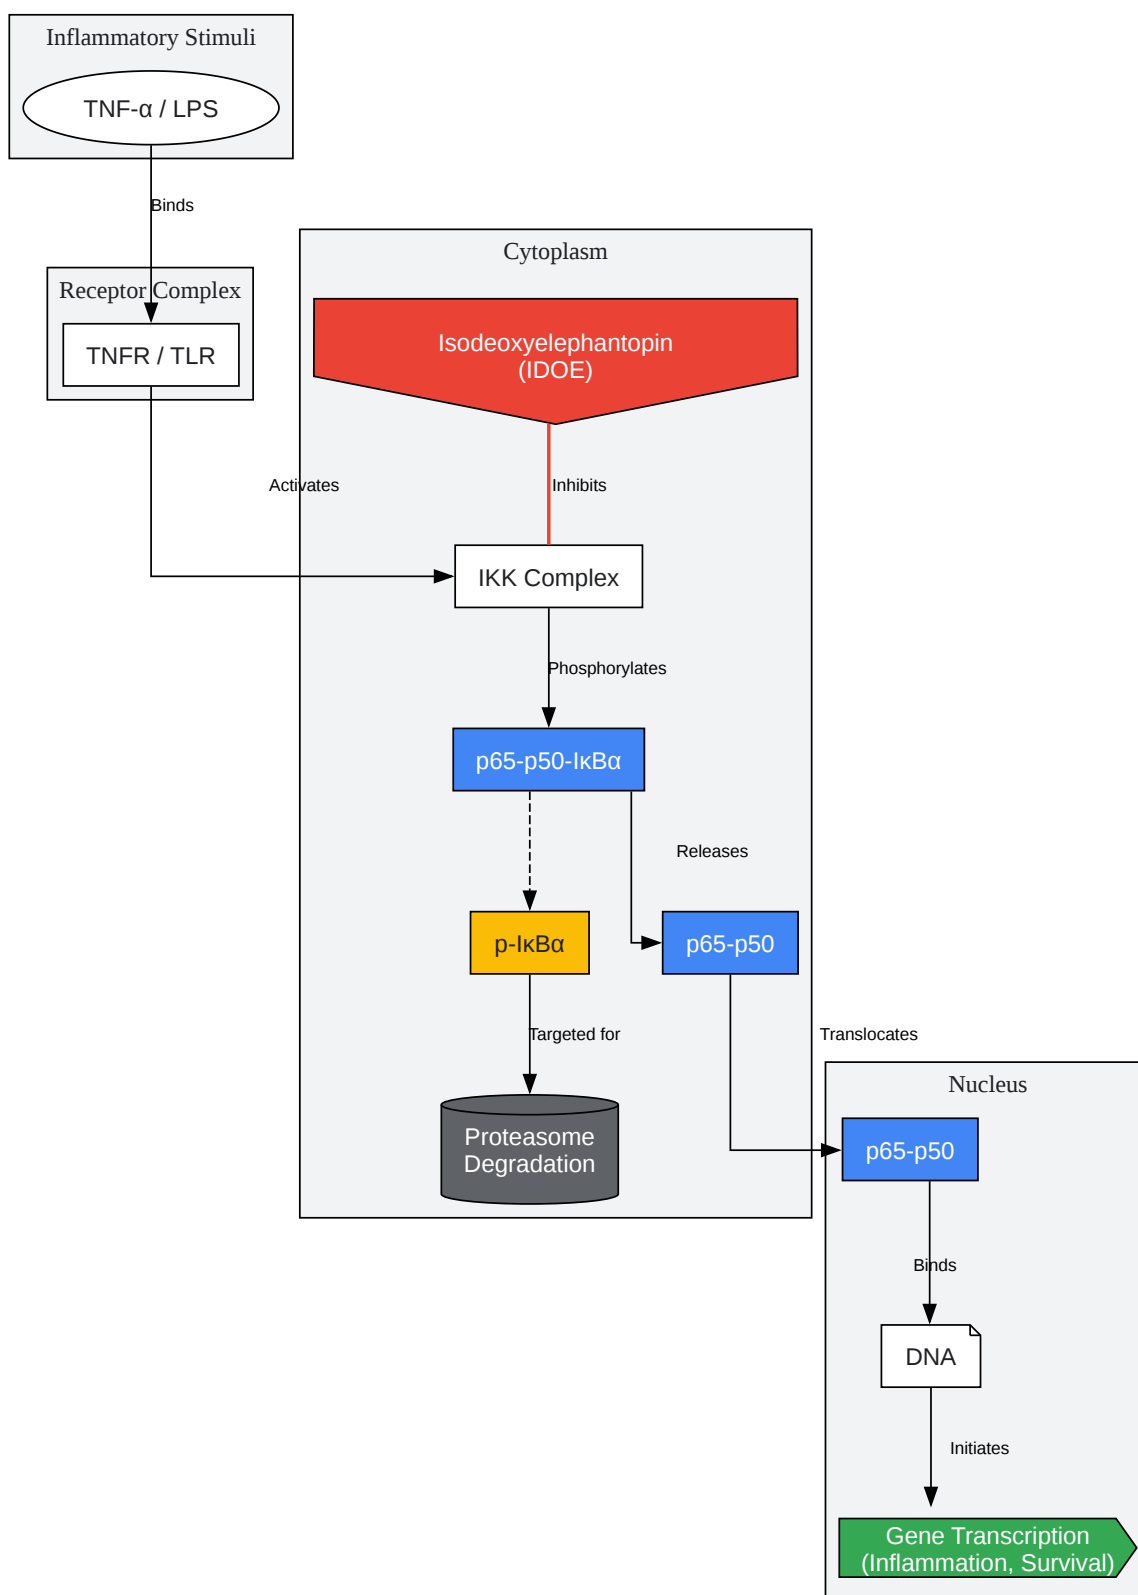 Inflammatory Stimuli
TNF-α / LPS
Binds
Receptor Complex
TNFR / TLR
Activates
Cytoplasm
Isodeoxyelephantopin
(IDOE)
Inhibits
IKK Complex
Phosphorylates
p65-p50-IκBα
Releases
p-IκBα
p65-p50
Targeted for
Translocates
Proteasome
Degradation
Nucleus
p65-p50
Binds
DNA
Initiates
Gene Transcription
(Inflammation, Survival)